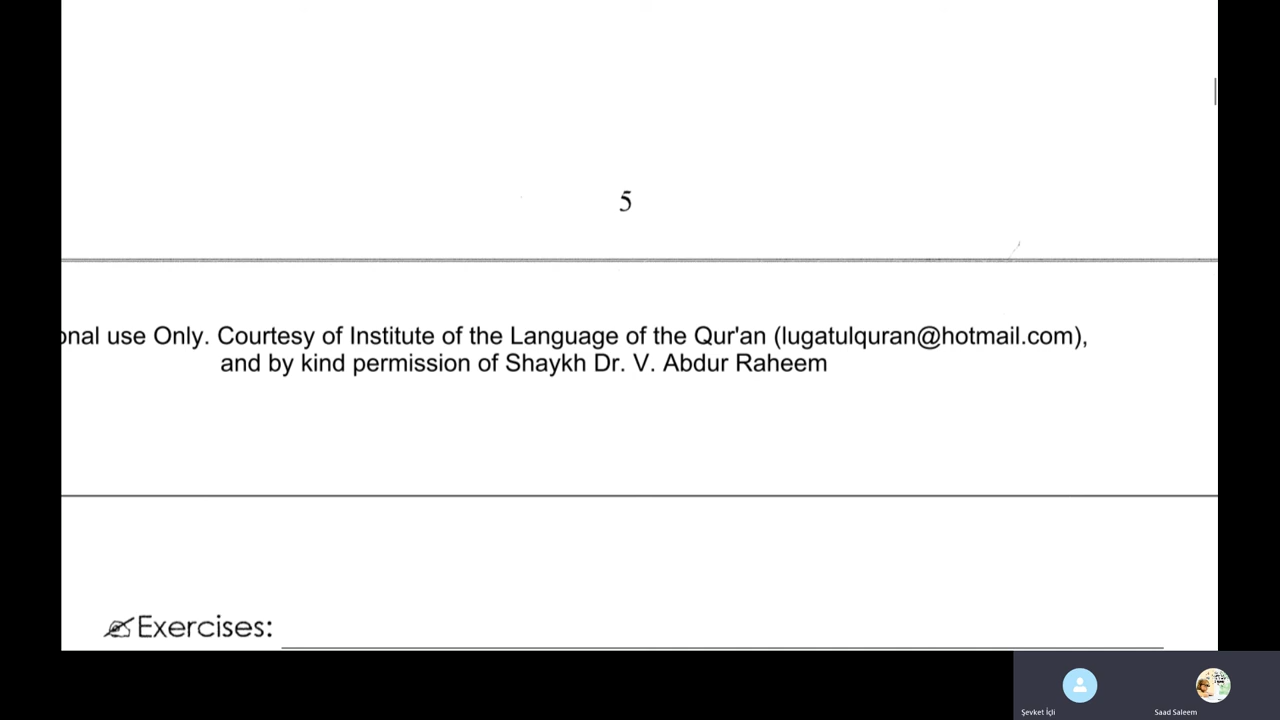 5
onal use Only. Courtesy of Institute of the Language of the Qur'an (lugatulquran@hotmail.com),
and by kind permission of Shaykh Dr. V. Abdur Raheem
Exercises:
Şevket İçli
Saad Saleem